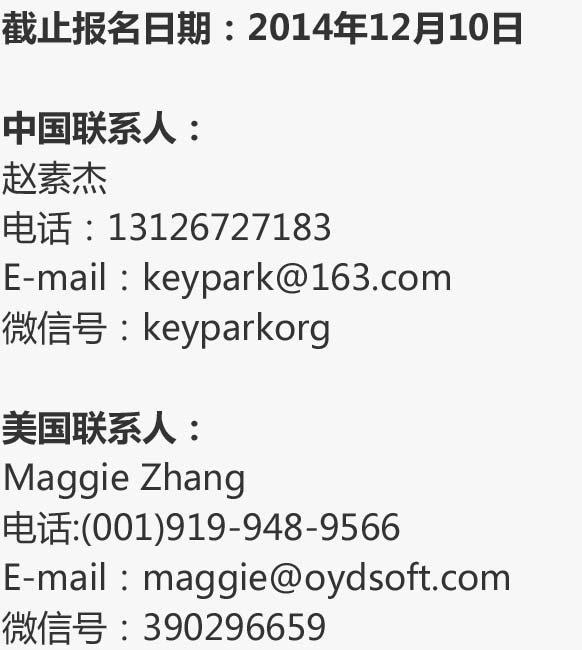 截止报名日期：2014年12月10日
中国联系人：
赵素杰
电话：13126727183
E-mail：keypark@163.com
微信号：keyparkorg
美国联系人：
Maggie Zhang
电话:(001)919-948-9566
E-mail：maggie@oydsoft.com
微信号：390296659